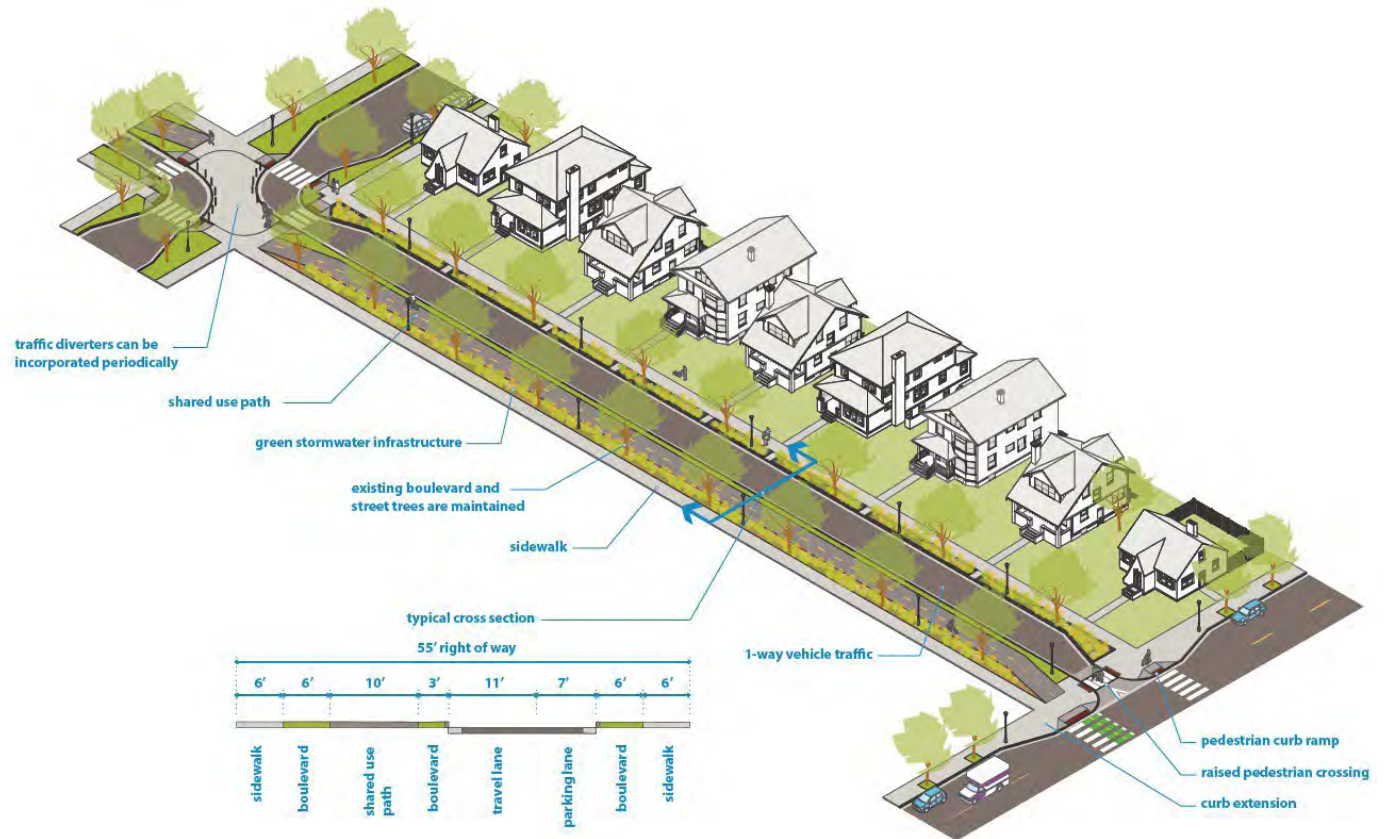 traffic diverters can be
incorporated periodically
shared use path
green stormwater infrastructure
existing boulevard and
street trees are maintained
sidewalk
typical cross section
1-way vehicle traffic
55' right of way
6' 6' 10' 3' 11' 7' 6' 6'
sidewalk
boulevard
shared use
path
boulevard
travel lane
parking lane
boulevard
sidewalk
pedestrian curb ramp
raised pedestrian crossing
curb extension